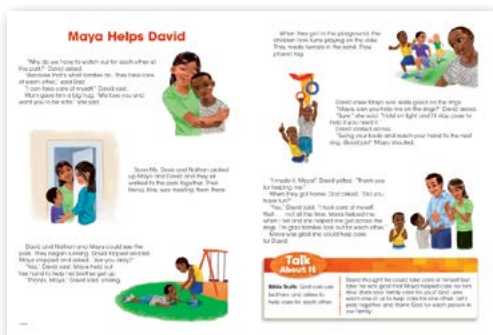 Maya Helps David
"Why do we have to watch out for each other at
the park?" David asked.
"Because that's what families do. They take care
of each other," said Dad.
"I can take care of myself," David said.
Mom gave him a big hug. "We love you and
want you to be safe," she said.
Soon Ms. Davis and Nathan picked
up Maya and David and they all
walked to the park together. Their
friend, was meeting them there.
David and Nathan and Maya could see the
park. They began running. David tripped and fell.
Maya stopped and asked, "Are you okay?"
"Yes," David said. Maya held out
her hand to help her brother get up.
"Thanks, Maya," David said, smiling.
When they got to the playground, the
children took turns playing on the slide.
They made tunnels in the sand. They
played tag.
David knew Maya was really good on the rings.
"Maya, can you help me on the rings?" David asked.
"Sure," she said. "Hold on tight and I'll stay close to
help if you need it."
David started across.
"Swing your body and reach your hand to the next
ring. Good job!" Maya shouted.
"I made it, Maya!" David yelled. "Thank you
for helping me."
When they got home, Dad asked, "Did you
have fun?"
"Yes," David said. "I took care of myself,
well . . . not all the time. Maya helped me
when I fell and she helped me get across the
rings. I'm glad families look out for each other."
Maya was glad she could help care
for David.
Talk
About It
Bible Truth: God can use
brothers and sisters to
help care for each other.
David thought he could take care of himself but
later he was glad that Maya helped care for him.
How does your family care for you? God
wants each one of us to help care for one other. Let's
pray together and thank God for each person in
our family.